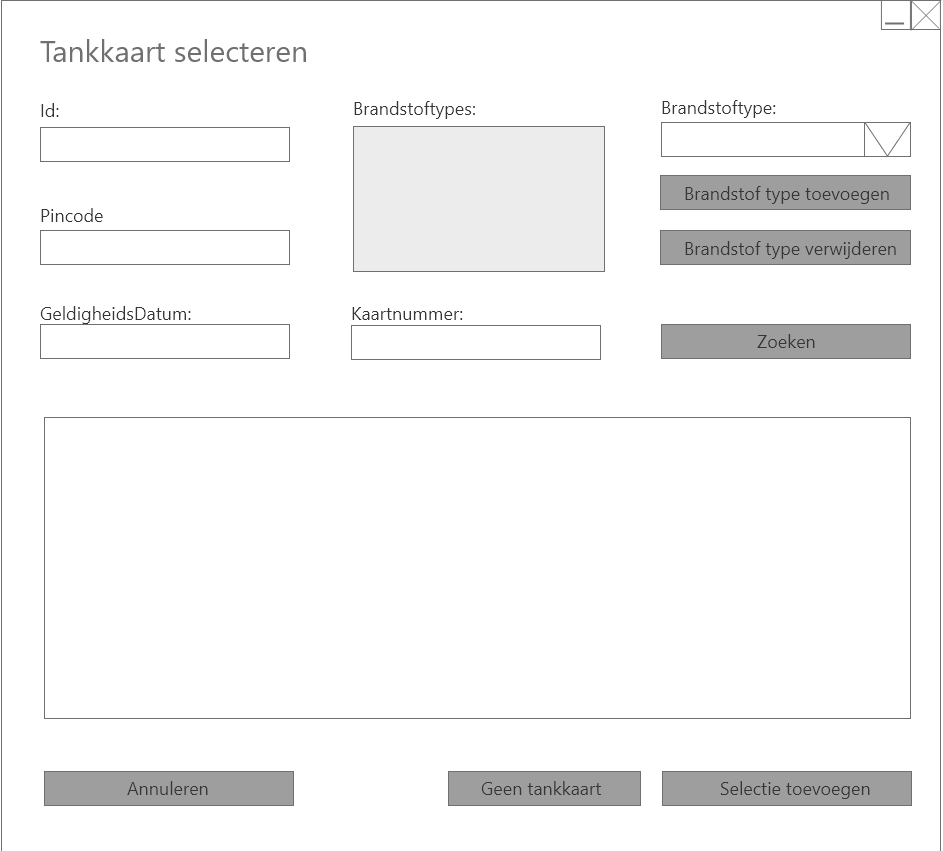 Tankkaart selecteren
Id:
Brandstoftypes:
Brandstoftype:
Brandstof type toevoegen
Pincode
Brandstof type verwijderen
GeldigheidsDatum:
Kaartnummer:
Zoeken
Annuleren
Geen tankkaart
Selectie toevoegen